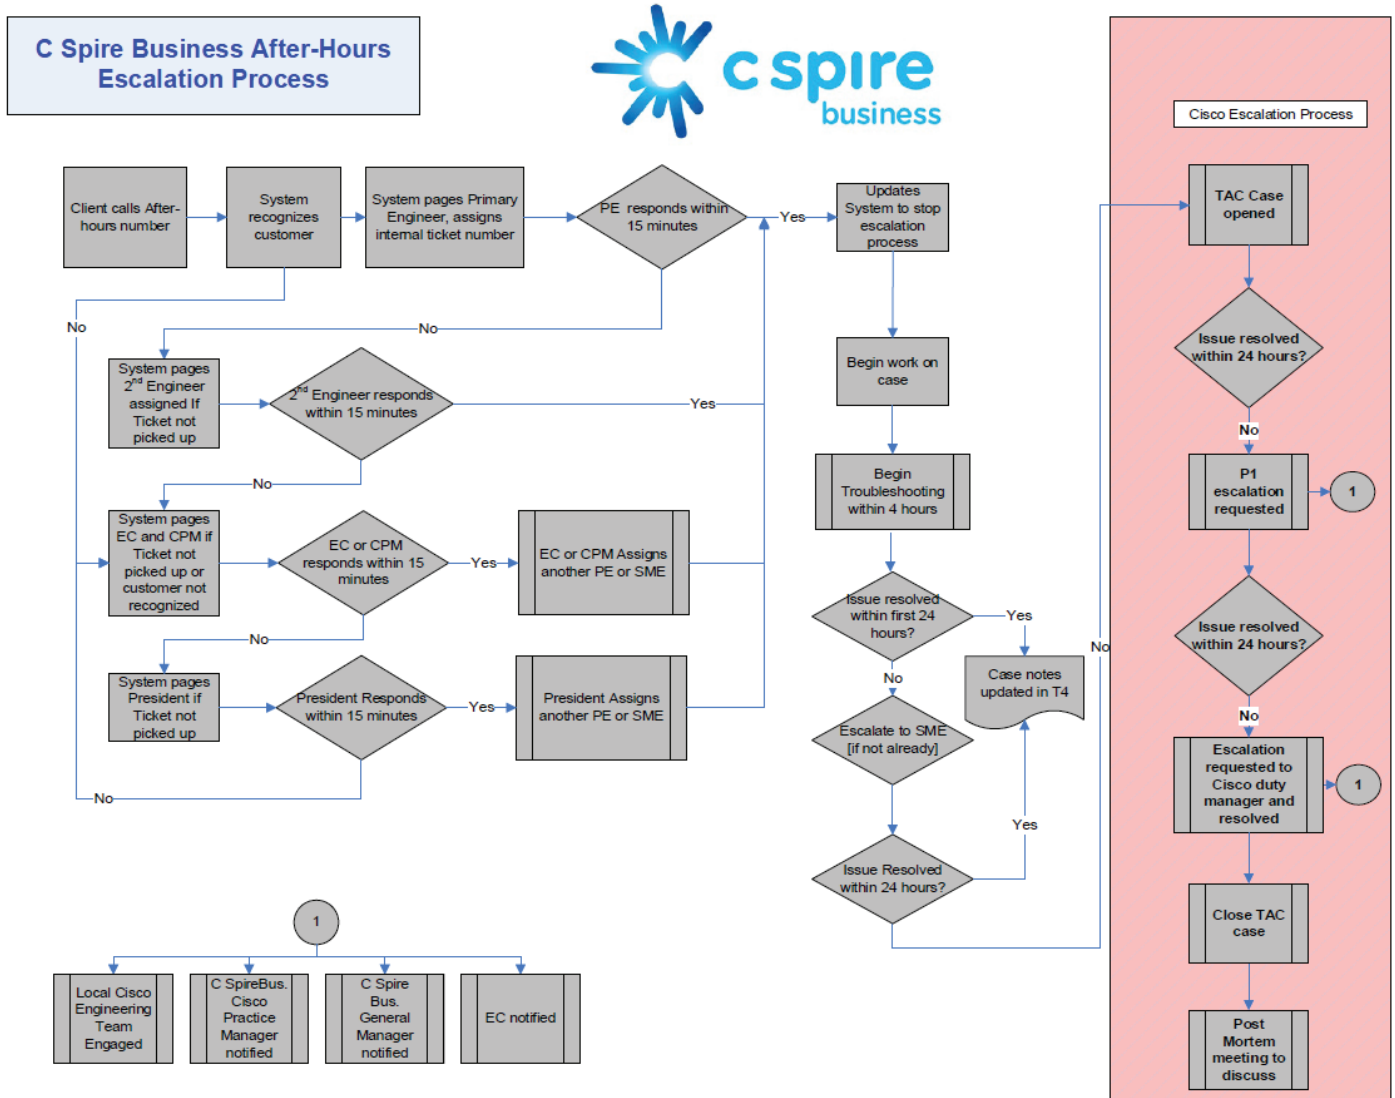 C Spire Business After-Hours
Escalation Process
c spire
business
Cisco Escalation Process
Client calls After-
hours number
System
recognizes
customer
System pages Primary
Engineer, assigns
internal ticket number
PE responds within
15 minutes
Yes
Updates
System to stop
escalation
process
TAC Case
opened
No
No
System pages
2nd Engineer
assigned If
Ticket not
picked up
2nd Engineer responds
within 15 minutes
Yes
Begin work on
case
Issue resolved
within 24 hours?
No
No
System pages
EC and CPM if
Ticket not
picked up or
customer not
recognized
EC or CPM
responds within 15
minutes
Yes
EC or CPM Assigns
another PE or SME
Begin
Troubleshooting
within 4 hours
P1
escalation
requested
1
No
System pages
President if
Ticket not
picked up
President Responds
within 15 minutes
Yes
President Assigns
another PE or SME
No
Issue resolved
within first 24
hours?
Yes
No
Case notes
updated in T4
No
Issue resolved
within 24 hours?
No
Escalate to SME
[if not already]
Yes
Escalation
requested to
Cisco duty
manager and
resolved
1
Issue Resolved
within 24 hours?
Close TAC
case
Post
Mortem
meeting to
discuss
1
Local Cisco
Engineering
Team
Engaged
C SpireBus.
Cisco
Practice
Manager
notified
C Spire
Bus.
General
Manager
notified
EC notified